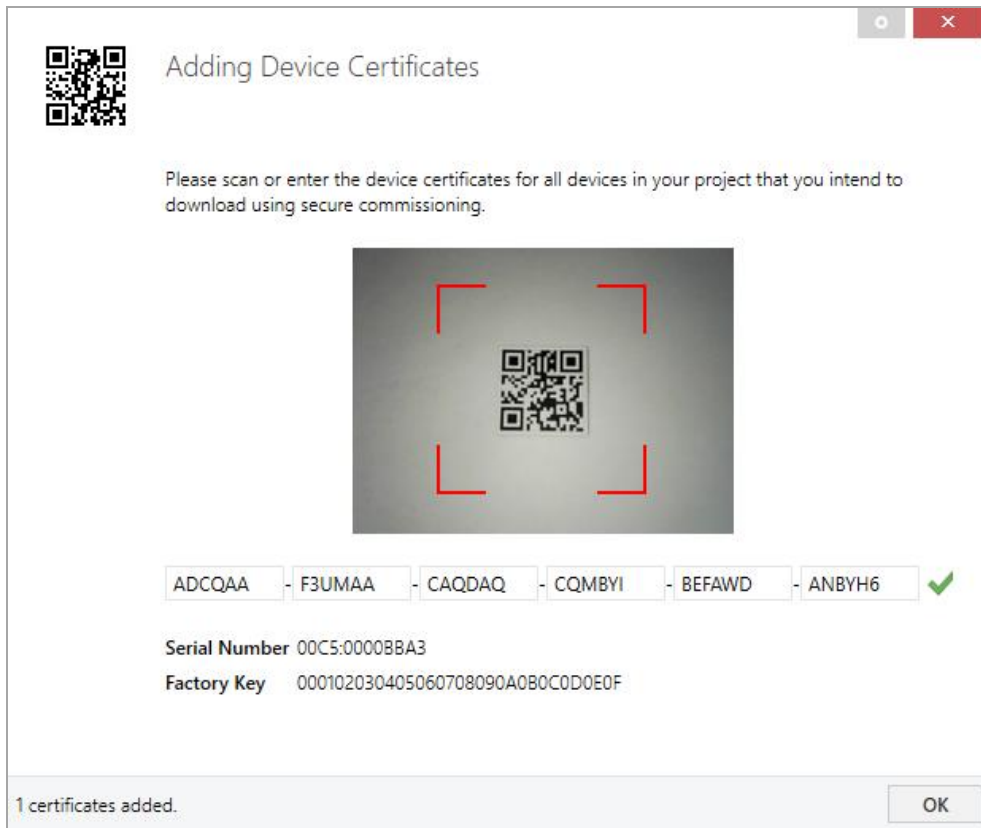 Adding Device Certificates
Please scan or enter the device certificates for all devices in your project that you intend to
download using secure commissioning.
ADCQAA - F3UMAA - CAQDAQ - CQMBYI - BEFAWD - ANBYH6
Serial Number 00C5:0000BBA3
Factory Key 000102030405060708090A0B0C0D0E0F
1 certificates added.
OK